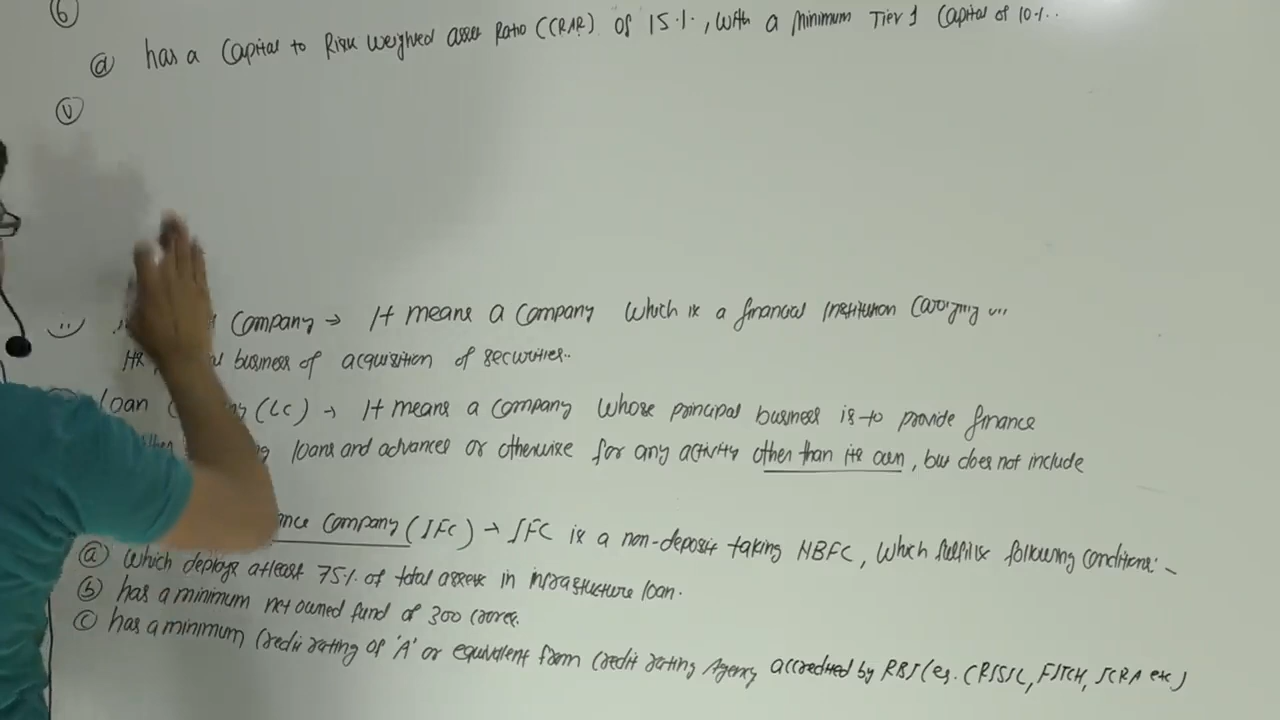 6
d has a Capital to Risk weighted asset Ratio (CRAR) of 15%, with a minimum Tier 1 Capital of 10%.
V
Company → It means a Company which is a financial Institution Carrying
its business of acquisition of securities.
loan (LC) → It means a Company whose principal business is to provide finance
loans and advances or otherwise for any activity other than its own, but does not include
Company (IFC) → IFC is a non-deposit taking NBFC, which fulfils following conditions:-
a which deploys atleast 75% of total assets in infrastructure loan.
b has a minimum net owned fund of 300 crores.
c has a minimum Credit rating of 'A' or equivalent from Credit rating Agency accredited by RBI (eg. CRISIL, FITCH, ICRA etc)